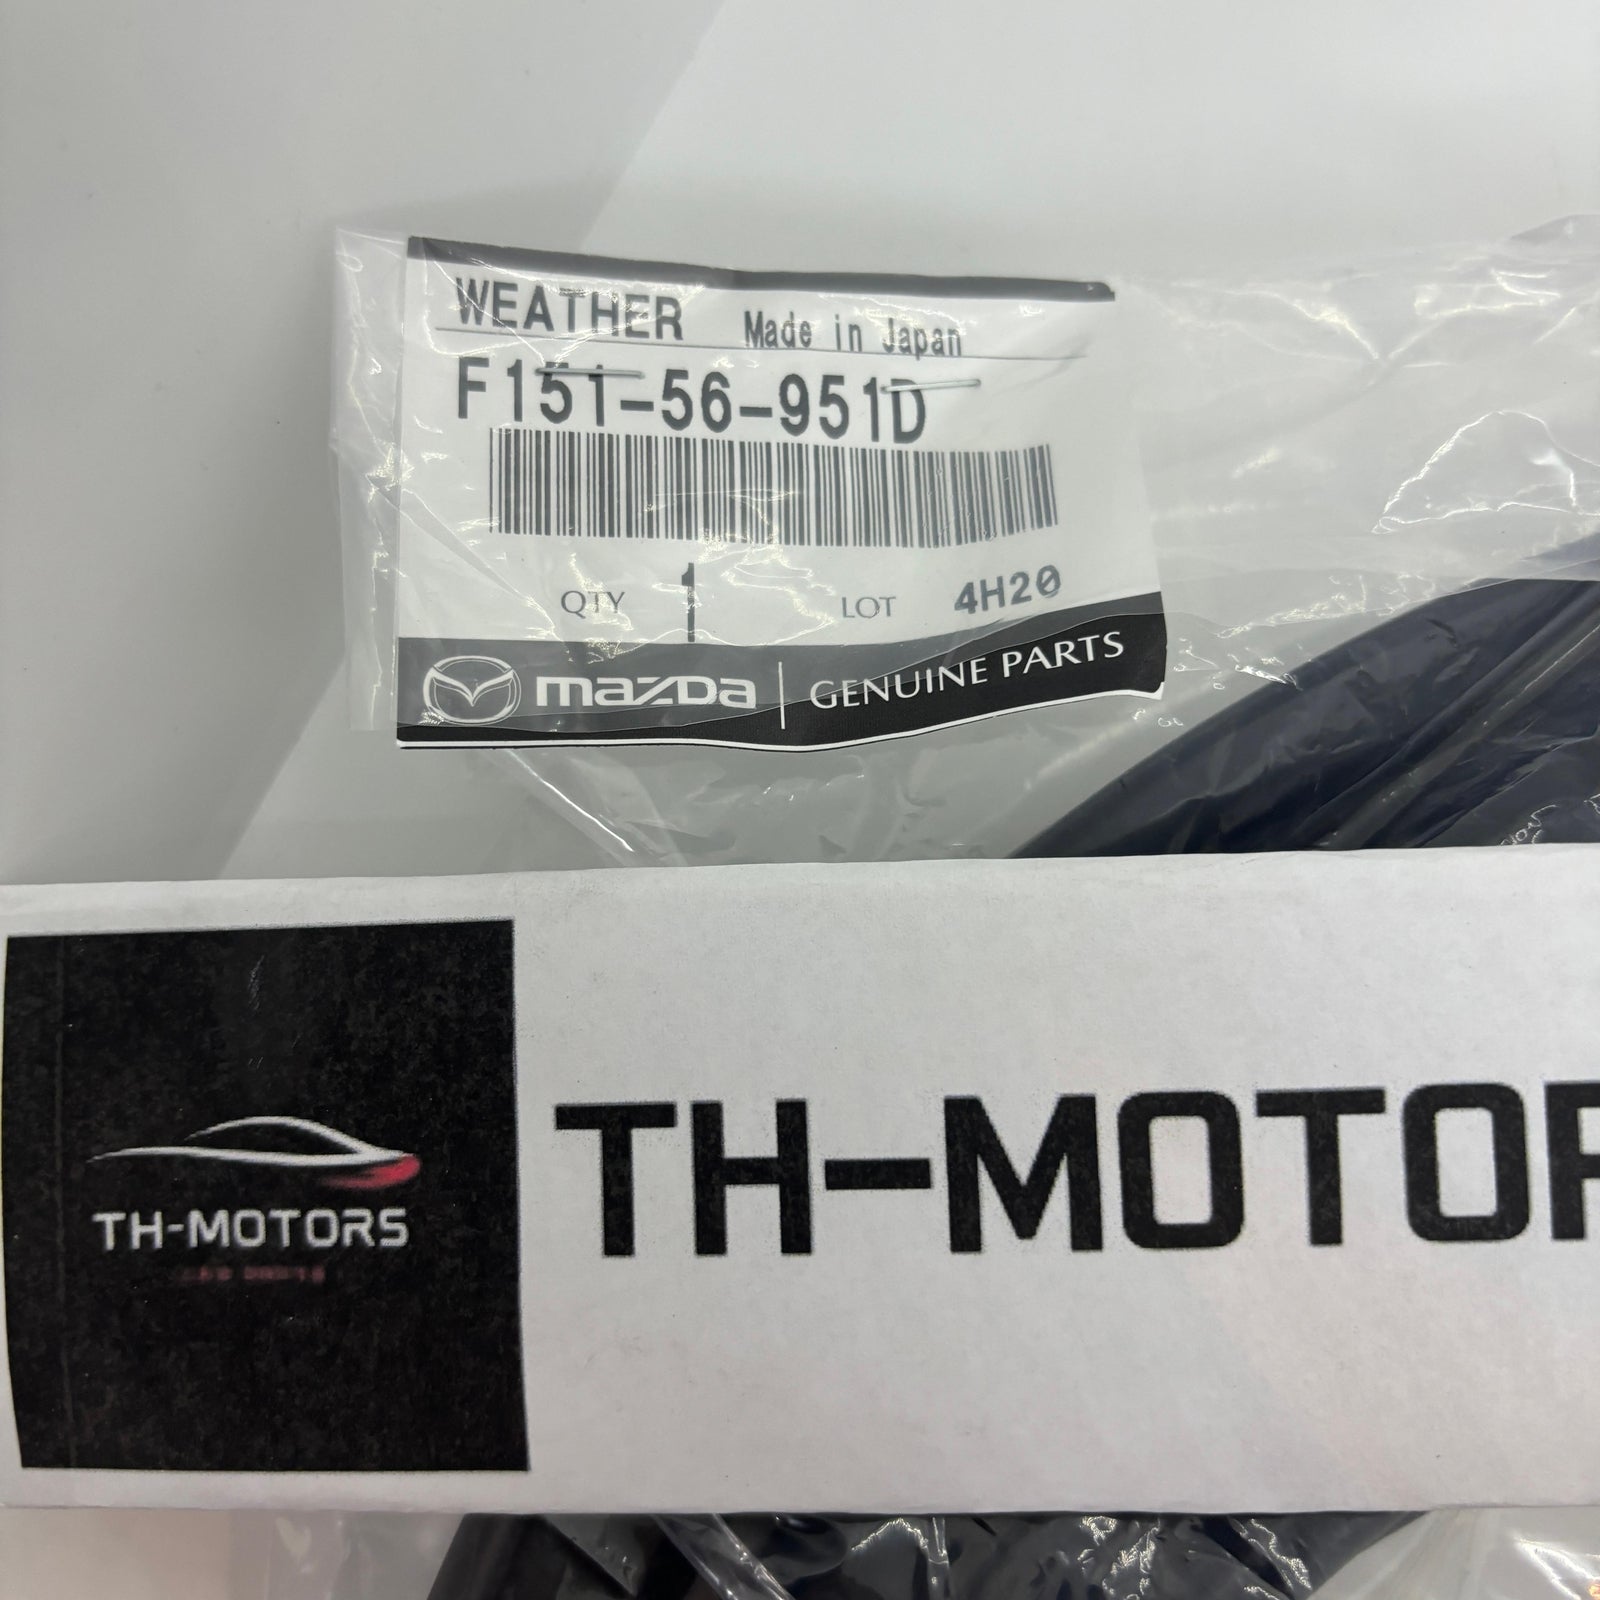 WEATHER Made in Japan
F151-56-951D
QTY 1 LOT 4H20
mazda GENUINE PARTS
TH-MOTORS
TH-MOTOR